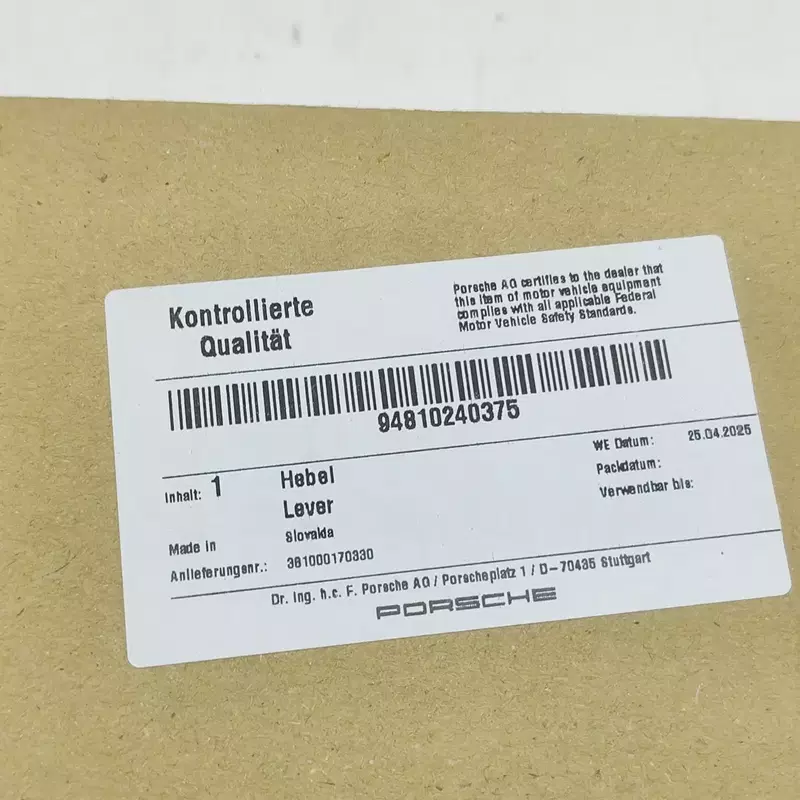 Kontrollierte
Qualität
Porsche AG certifies to the dealer that
this item of motor vehicle equipment
complies with all applicable Federal
Motor Vehicle Safety Standards.
94810240375
Inhalt: 1 Hebel
Lever
WE Datum: 25.04.2025
Packdatum:
Verwendbar bis:
Made in Slovakia
Anlieferungsnr.: 381000170330
Dr. Ing. h.c. F. Porsche AG / Porscheplatz 1 / D-70435 Stuttgart
PORSCHE